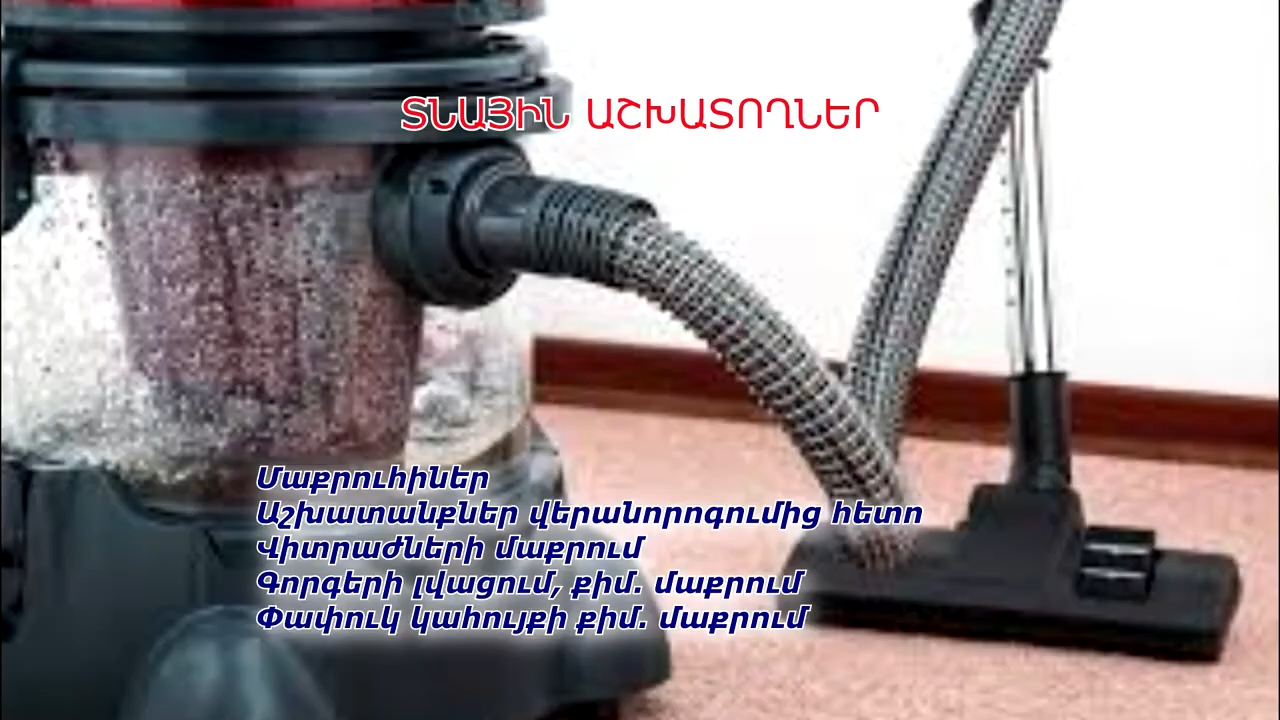 ՏՆԱՅԻՆ ԱՇԽԱՏՈՂՆԵՐ
Մաքրուհիներ
Աշխատանքներ վերանորոգումից հետո
Վիտրաժների մաքրում
Գորգերի լվացում, քիմ. մաքրում
Փափուկ կահույքի քիմ. մաքրում